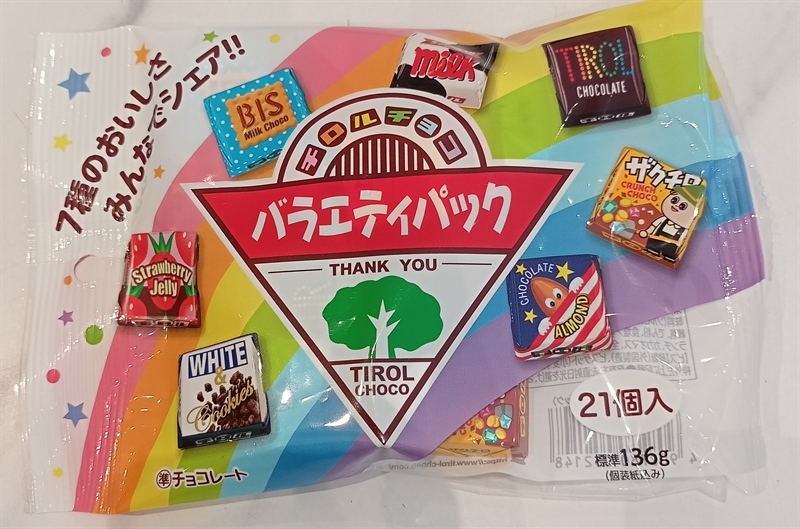 7種のおいしさ
みんなでシェア!!
BIS
Milk Choco
milk
TIROL
CHOCOLATE
チロルチョコ
バラエティパック
THANK YOU
TIROL
CHOCO
ザクチロ
CRUNCH
CHOCO
Strawberry
Jelly
CHOCOLATE
ALMOND
WHITE
&
Cookies
21個入
標準136g
(個装紙込み)
準チョコレート